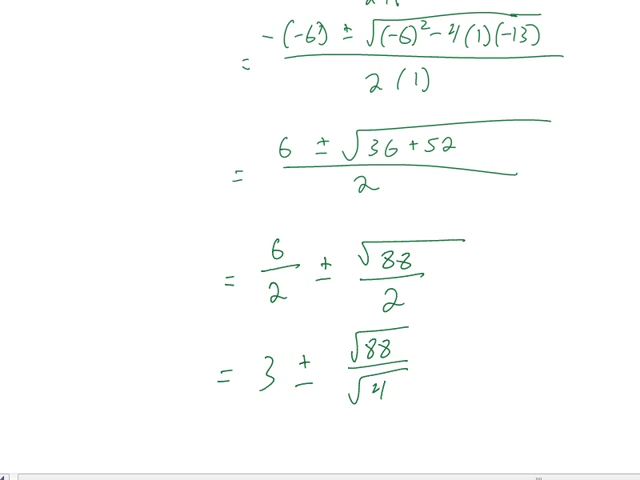 = -(-6) ± √(-6)² - 4(1)(-13) / 2(1)
= 6 ± √36 + 52 / 2
= 6/2 ± √88/2
= 3 ± √88/√4